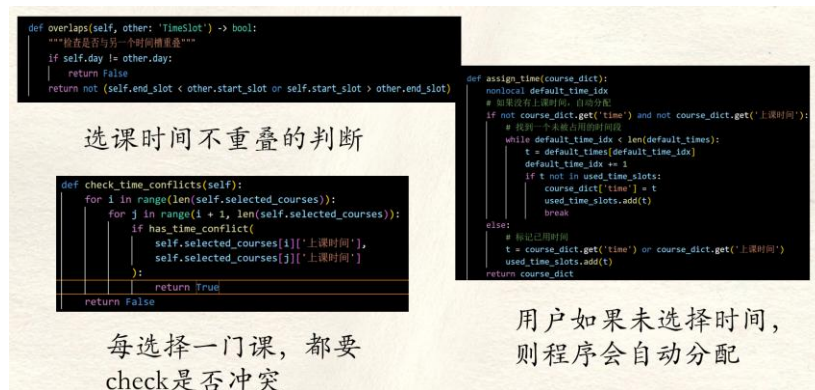 def overlaps(self, other: 'TimeSlot') -> bool:
"""检查是否与另一个时间槽重叠"""
if self.day != other.day:
return False
return not (self.end_slot < other.start_slot or self.start_slot > other.end_slot)
选课时间不重叠的判断
def check_time_conflicts(self):
for i in range(len(self.selected_courses)):
for j in range(i + 1, len(self.selected_courses)):
if has_time_conflict(
self.selected_courses[i]['上课时间'],
self.selected_courses[j]['上课时间']
):
return True
return False
每选择一门课，都要
check是否冲突
def assign_time(course_dict):
nonlocal default_time_idx
# 如果没有上课时间，自动分配
if not course_dict.get('time') and not course_dict.get('上课时间'):
# 找到一个未被占用的时间段
while default_time_idx < len(default_times):
t = default_times[default_time_idx]
default_time_idx += 1
if t not in used_time_slots:
course_dict['time'] = t
used_time_slots.add(t)
break
else:
# 标记已用时间
t = course_dict.get('time') or course_dict.get('上课时间')
used_time_slots.add(t)
return course_dict
用户如果未选择时间，
则程序会自动分配